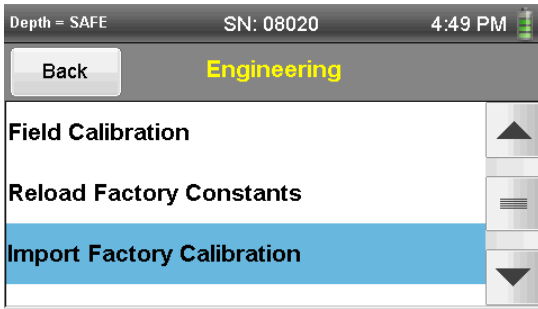 Depth = SAFE SN: 08020 4:49 PM
Back Engineering
Field Calibration
Reload Factory Constants
Import Factory Calibration